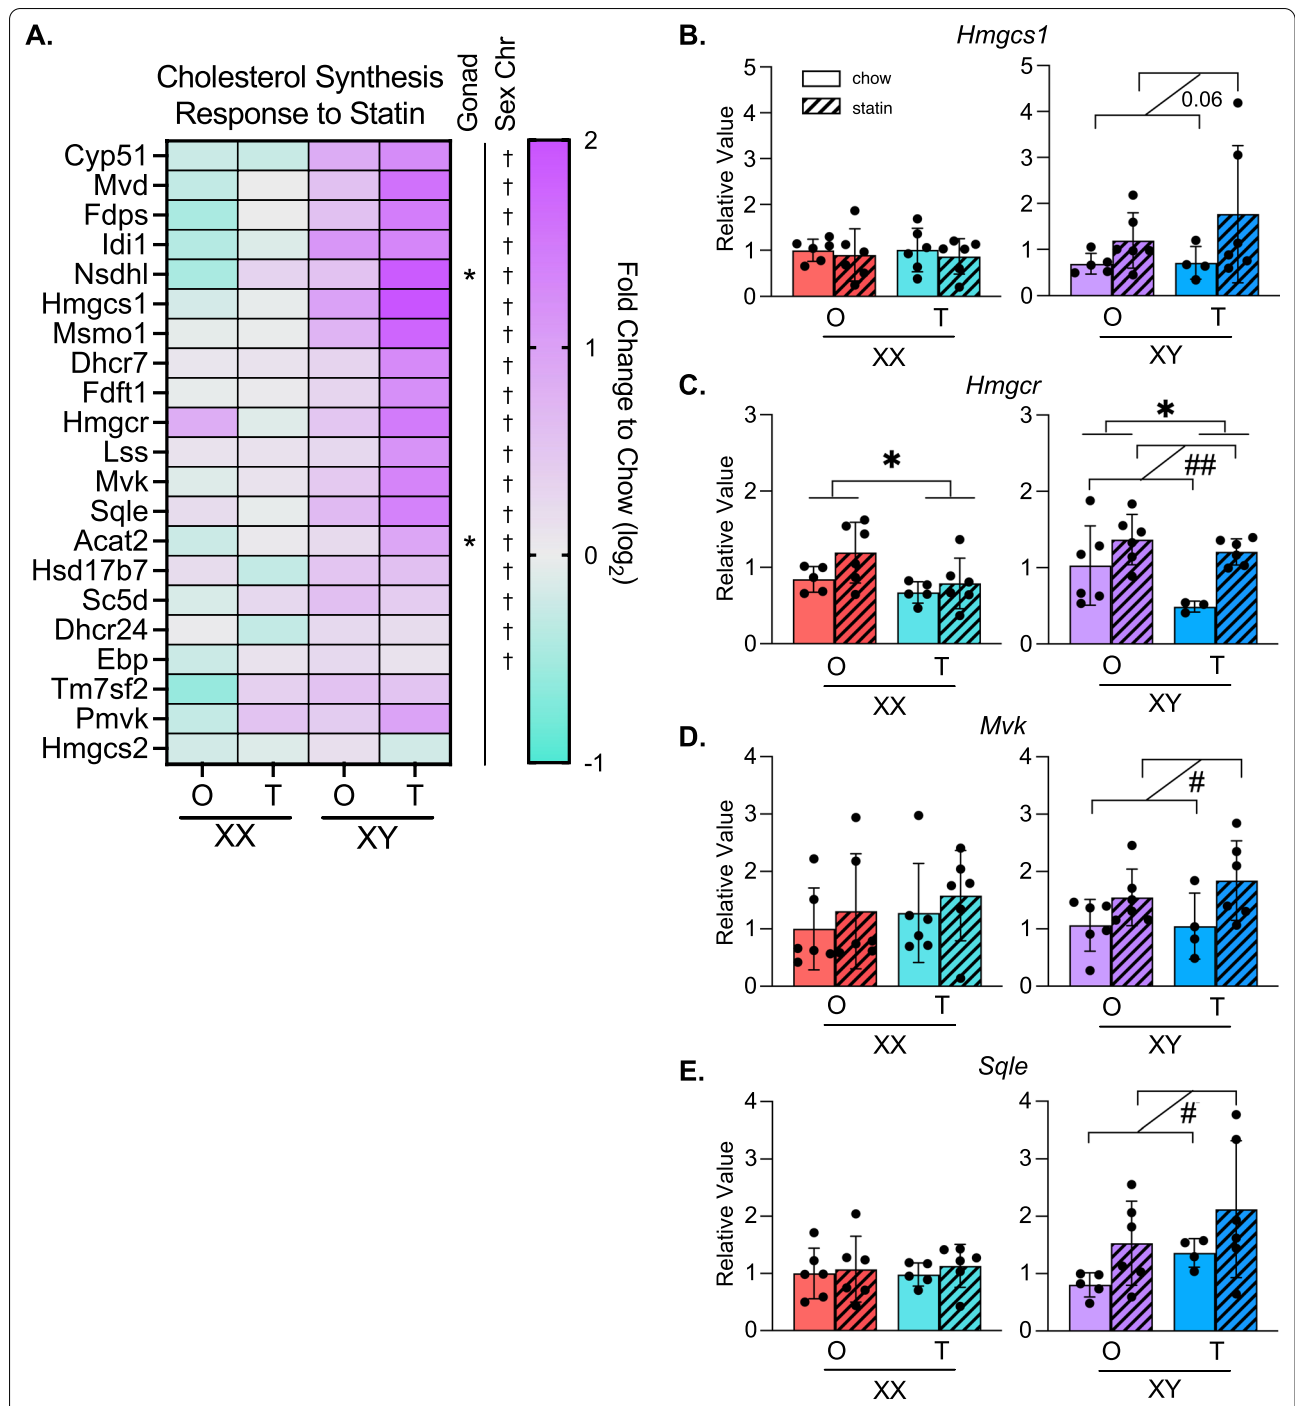 A.
Cholesterol Synthesis
Response to Statin
Gonad
Sex Chr
Cyp51 †
Mvd †
Fdps †
Idi1 †
Nsdhl * †
Hmgcs1 †
Msmo1 †
Dhcr7 †
Fdft1 †
Hmgcr †
Lss †
Mvk †
Sqle †
Acat2 * †
Hsd17b7 †
Sc5d †
Dhcr24 †
Ebp †
Tm7sf2
Pmvk
Hmgcs2
O T O T
XX XY
2
1
0
-1
Fold Change to Chow (log2)
B.
Hmgcs1
chow
statin
Relative Value
5
4
3
2
1
0
O T
XX
5
4
3
2
1
0
0.06
O T
XY
C.
Hmgcr
Relative Value
3
2
1
0
*
O T
XX
3
2
1
0
*
##
O T
XY
D.
Mvk
Relative Value
4
3
2
1
0
O T
XX
4
3
2
1
0
#
O T
XY
E.
Sqle
Relative Value
4
3
2
1
0
O T
XX
4
3
2
1
0
#
O T
XY